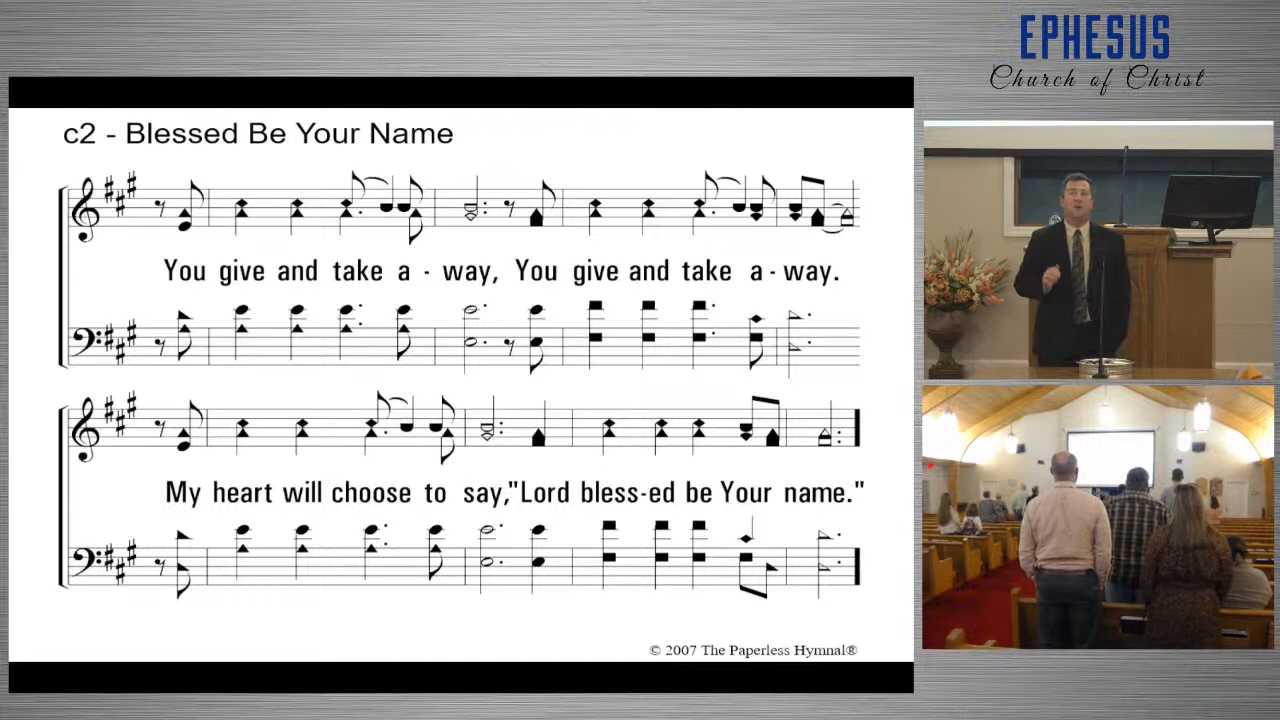 EPHESUS
Church of Christ
c2 - Blessed Be Your Name
You give and take a - way, You give and take a - way.
My heart will choose to say,"Lord bless-ed be Your name."
© 2007 The Paperless Hymnal®